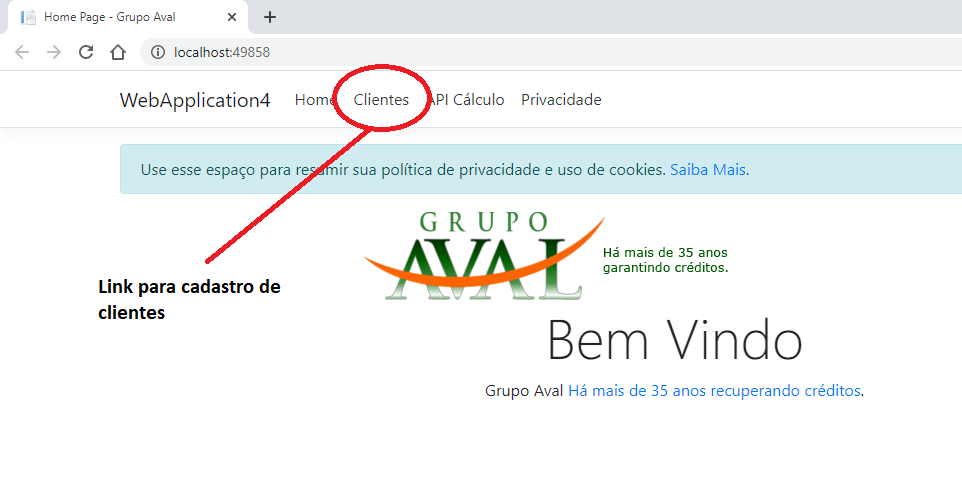 Home Page - Grupo Aval
localhost:49858
WebApplication4 Home Clientes API Cálculo Privacidade
Use esse espaço para resumir sua política de privacidade e uso de cookies. Saiba Mais.
GRUPO
AVAL
Há mais de 35 anos
garantindo créditos.
Link para cadastro de
clientes
Bem Vindo
Grupo Aval Há mais de 35 anos recuperando créditos.